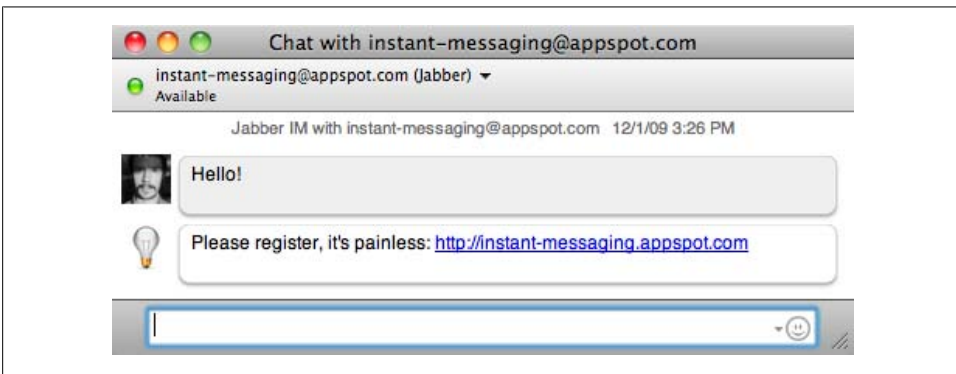 Chat with instant-messaging@appspot.com
instant-messaging@appspot.com (Jabber)
Available
Jabber IM with instant-messaging@appspot.com 12/1/09 3:26 PM
Hello!
Please register, it's painless: http://instant-messaging.appspot.com